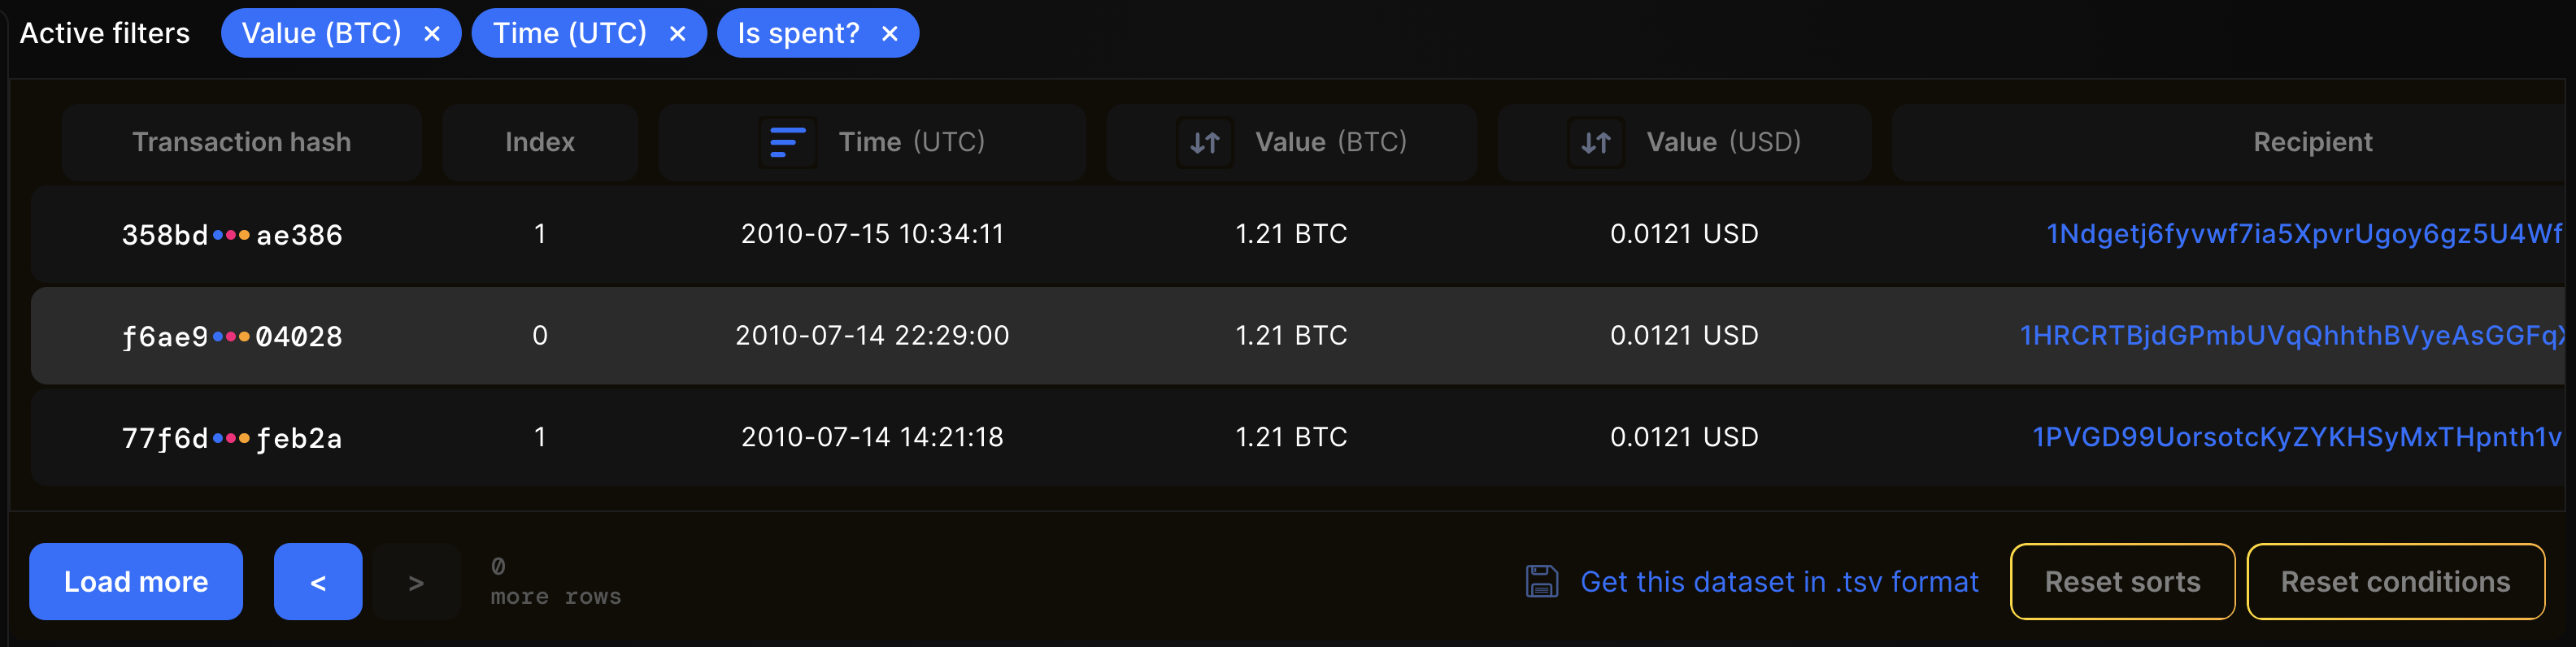 Active filters Value (BTC) × Time (UTC) × Is spent? ×
Transaction hash Index Time (UTC) Value (BTC) Value (USD) Recipient
358bd•••ae386 1 2010-07-15 10:34:11 1.21 BTC 0.0121 USD 1Ndgetj6fyvwf7ia5XpvrUgoy6gz5U4Wf
f6ae9•••04028 0 2010-07-14 22:29:00 1.21 BTC 0.0121 USD 1HRCRTBjdGPmbUVqQhhthBVyeAsGGFqX
77f6d•••feb2a 1 2010-07-14 14:21:18 1.21 BTC 0.0121 USD 1PVGD99UorsotcKyZYKHSyMxTHpnth1v
Load more < > 0 more rows Get this dataset in .tsv format Reset sorts Reset conditions